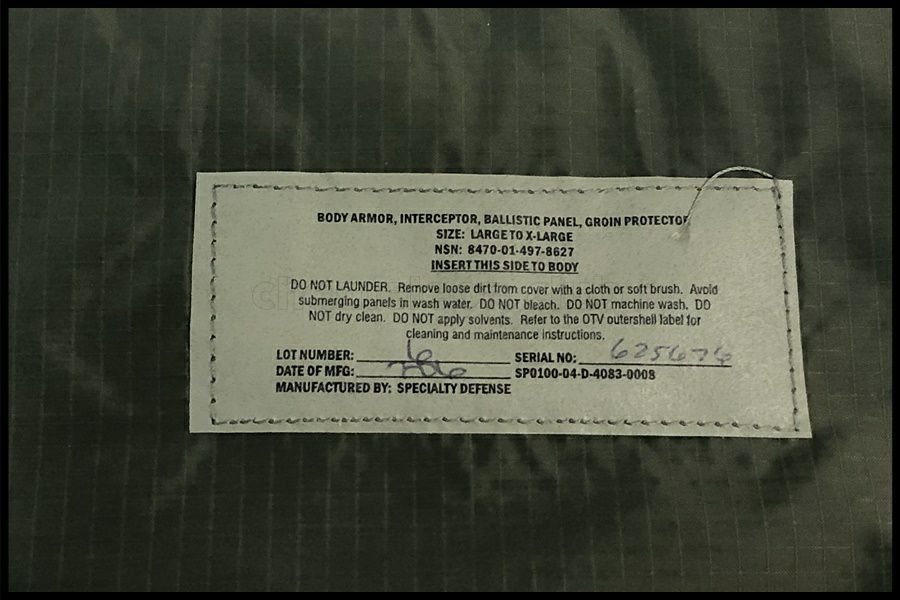 BODY ARMOR, INTERCEPTOR, BALLISTIC PANEL, GROIN PROTECTOR
SIZE: LARGE TO X-LARGE
NSN: 8470-01-497-8627
INSERT THIS SIDE TO BODY
DO NOT LAUNDER. Remove loose dirt from cover with a cloth or soft brush. Avoid
submerging panels in wash water. DO NOT bleach. DO NOT machine wash. DO
NOT dry clean. DO NOT apply solvents. Refer to the OTV outershell label for
cleaning and maintenance instructions.
LOT NUMBER: 6 SERIAL NO: 625676
DATE OF MFG: SP0100-04-D-4083-0008
MANUFACTURED BY: SPECIALTY DEFENSE